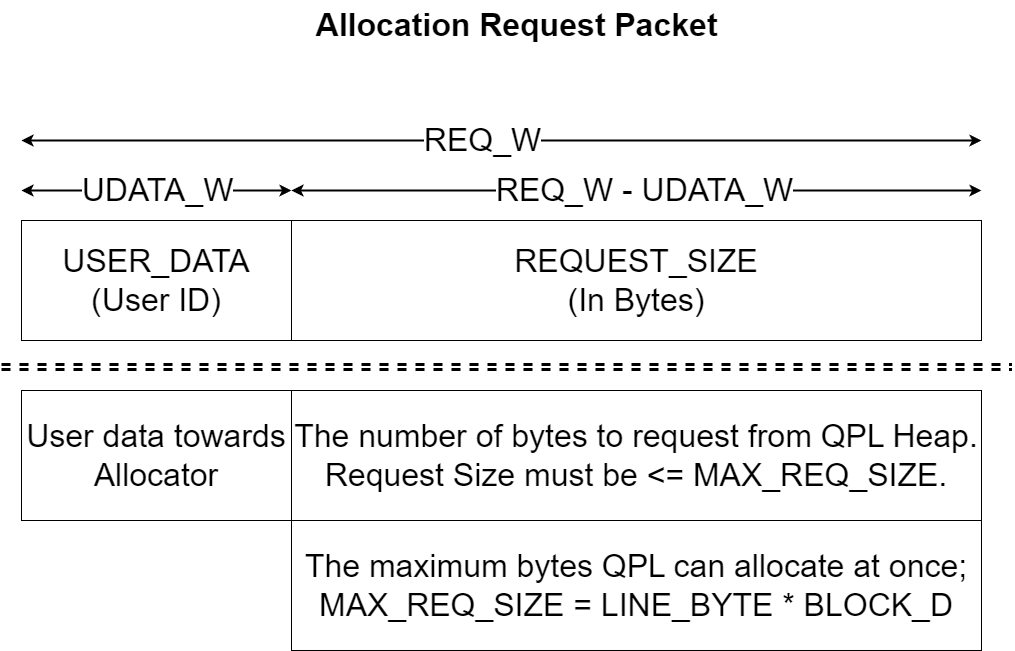 Allocation Request Packet
REQ_W
UDATA_W
REQ_W - UDATA_W
USER_DATA
(User ID)
REQUEST_SIZE
(In Bytes)
User data towards
Allocator
The number of bytes to request from QPL Heap.
Request Size must be <= MAX_REQ_SIZE.
The maximum bytes QPL can allocate at once;
MAX_REQ_SIZE = LINE_BYTE * BLOCK_D